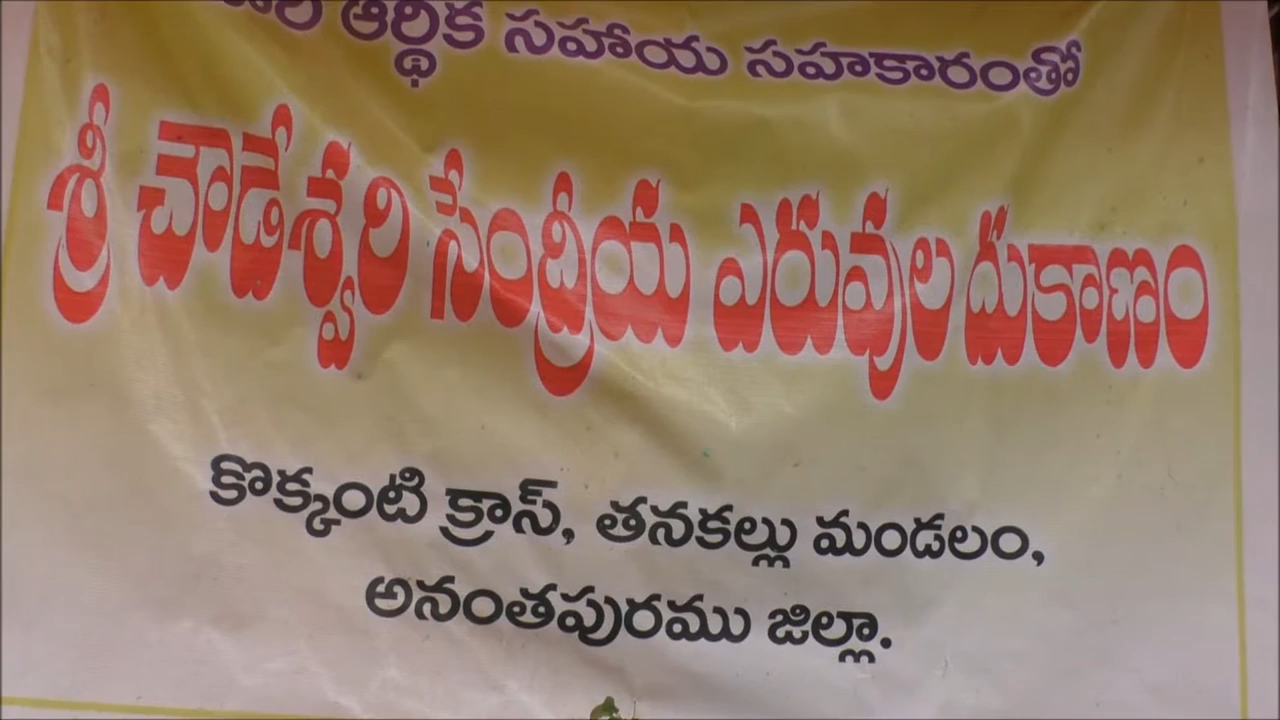 ఆర్థిక సహాయ సహకారంతో
శ్రీ చౌడేశ్వరి సేంద్రీయ ఎరువుల దుకాణం
కొక్కంటి క్రాస్, తనకల్లు మండలం,
అనంతపురము జిల్లా.